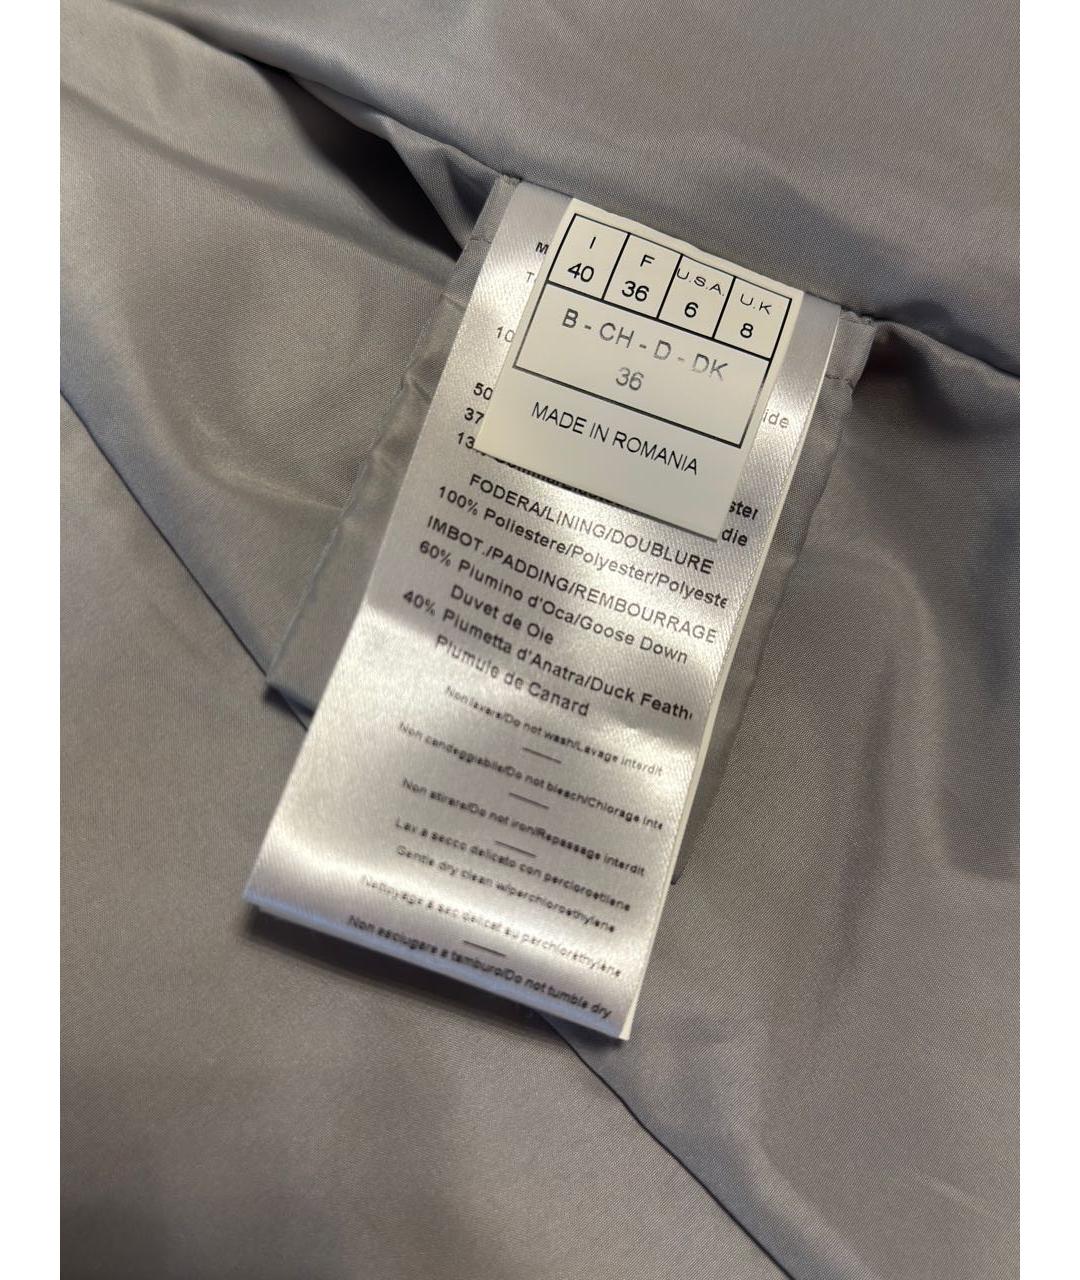 I F U.S.A. U.K
40 36 6 8
B - CH - D - DK
36
MADE IN ROMANIA
FODERA/LINING/DOUBLURE
100% Poliestere/Polyester/Polyeste
IMBOT./PADDING/REMBOURRAGE
60% Piumino d'Oca/Goose Down
Duvet de Oie
40% Piumetta d'Anatra/Duck Feath
Plumule de Canard
Non lavare/Do not wash/Lavage interdit
Non candeggiabile/Do not bleach/Chlorage inte
Non stirare/Do not iron/Repassage interdit
Lav a secco delicato con percloroetilene
Gentle dry clean w/perchloroethylene
Nettoyage à sec délicat au perchloréthylène
Non asciugare a tamburo/Do not tumble dry